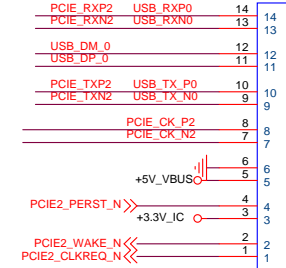 PCIE_RXP2 USB_RXP0 14 14
PCIE_RXN2 USB_RXN0 13 13
USB_DM_0 12 12
USB_DP_0 11 11
PCIE_TXP2 USB_TX_P0 10 10
PCIE_TXN2 USB_TX_N0 9 9
PCIE_CK_P2 8 8
PCIE_CK_N2 7 7
6 6
+5V_VBUS 5 5
PCIE2_PERST_N 4 4
+3.3V_IC 3 3
PCIE2_WAKE_N 2 2
PCIE2_CLKREQ_N 1 1